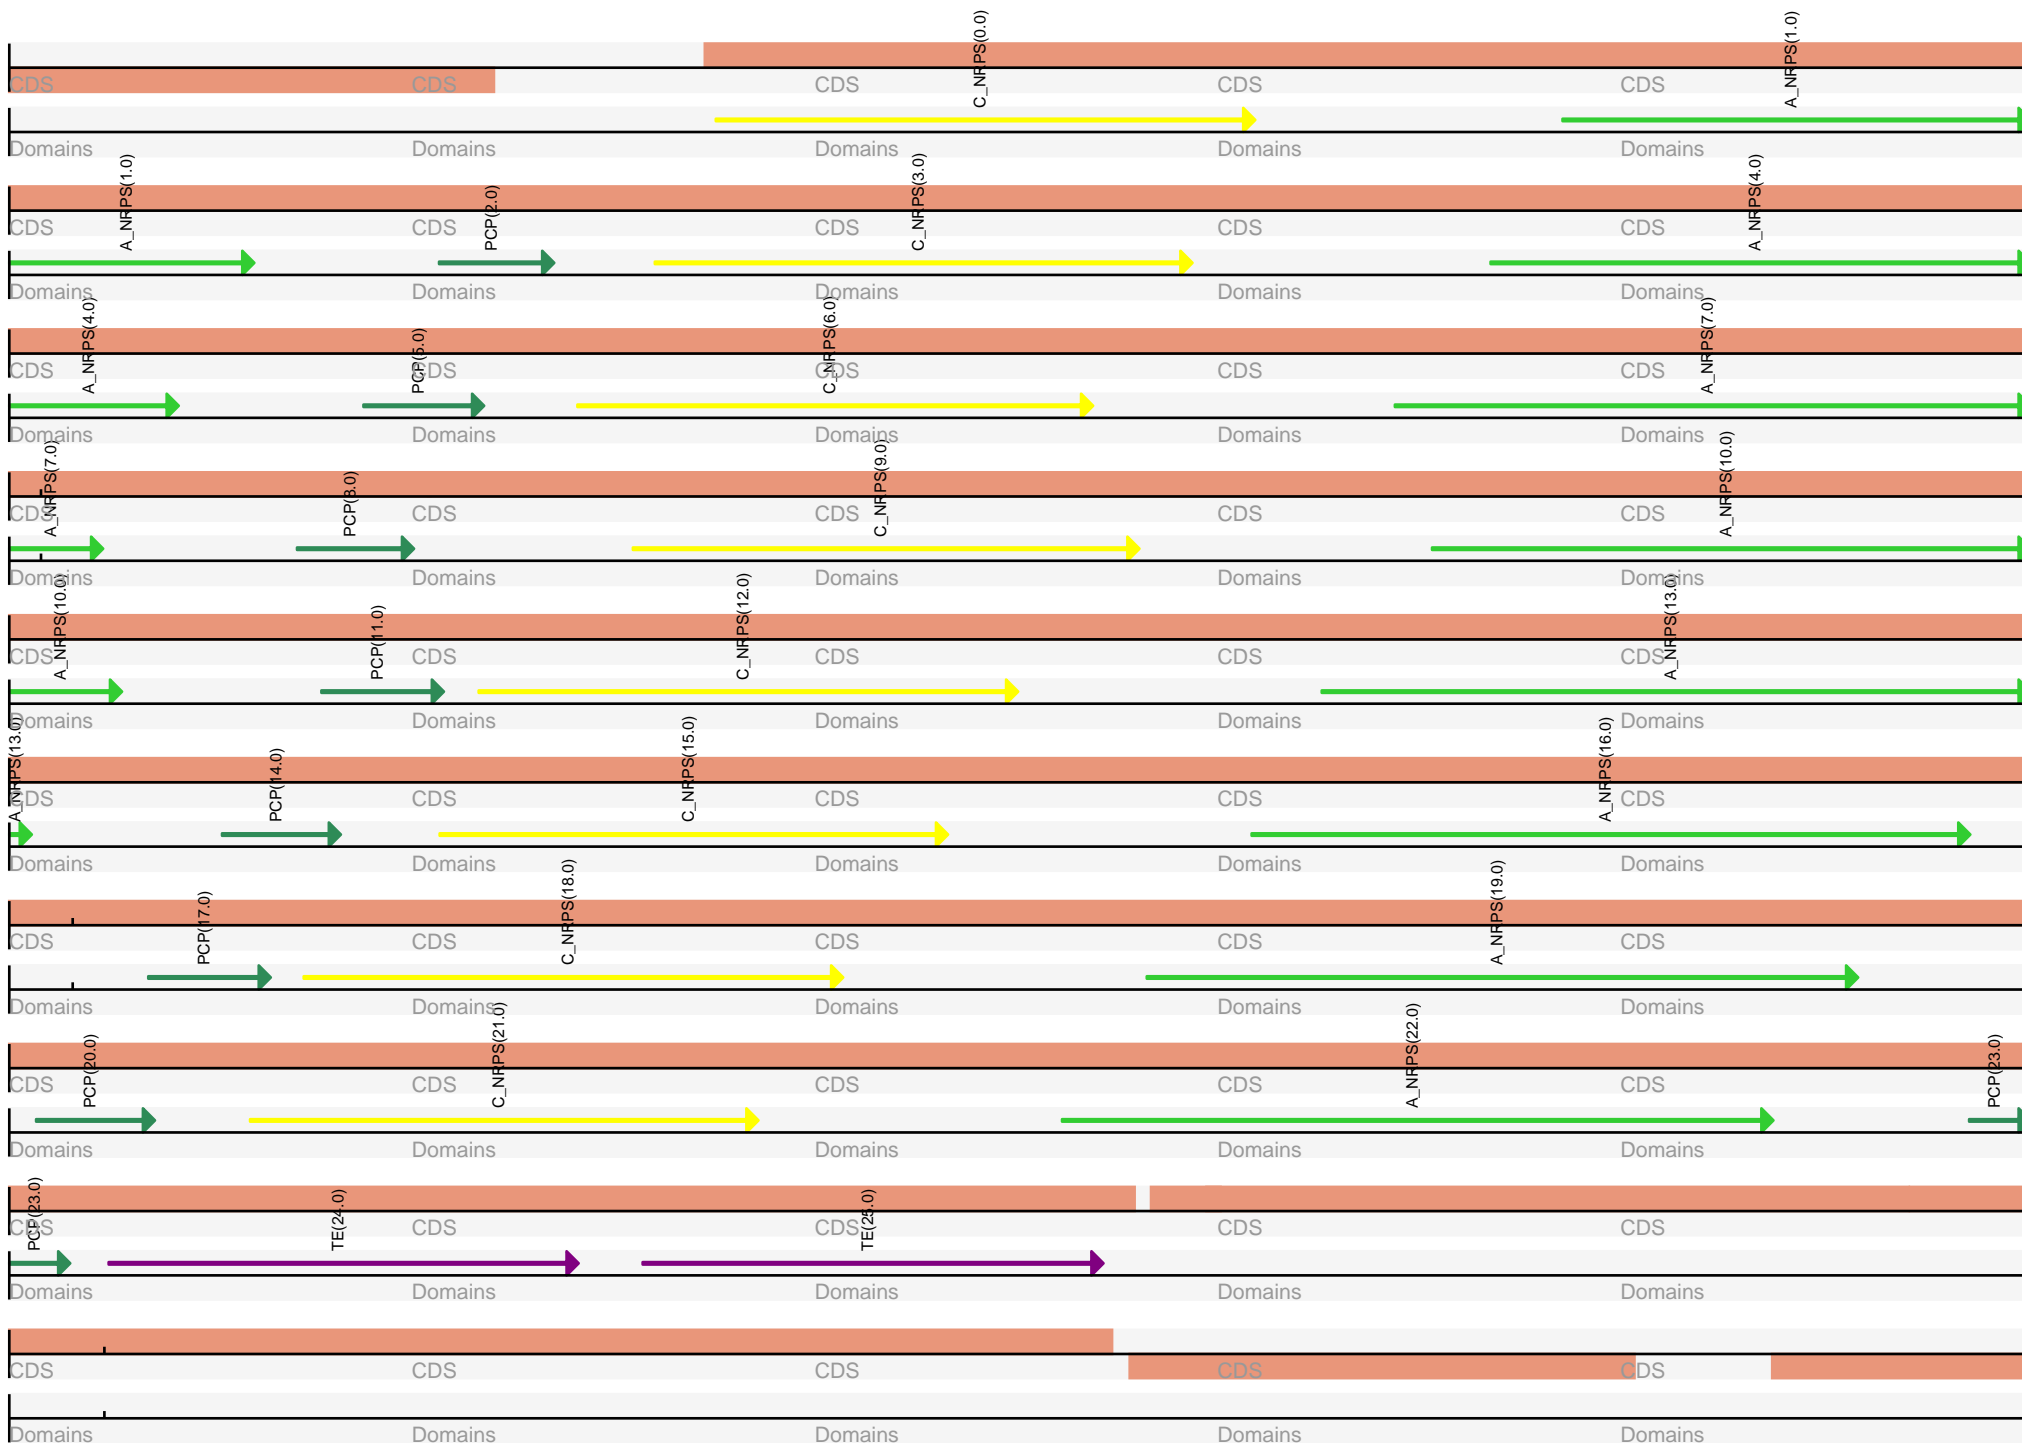 C_NRPS(0.0) A_NRPS(1.0)
CDS CDS CDS CDS CDS
Domains Domains Domains Domains Domains
A_NRPS(1.0) PCP(2.0) C_NRPS(3.0) A_NRPS(4.0)
CDS CDS CDS CDS CDS
Domains Domains Domains Domains Domains
A_NRPS(4.0) PCP(5.0) C_NRPS(6.0) A_NRPS(7.0)
CDS CDS CDS CDS CDS
Domains Domains Domains Domains Domains
A_NRPS(7.0) PCP(8.0) C_NRPS(9.0) A_NRPS(10.0)
CDS CDS CDS CDS CDS
Domains Domains Domains Domains Domains
A_NRPS(10.0) PCP(11.0) C_NRPS(12.0) A_NRPS(13.0)
CDS CDS CDS CDS CDS
Domains Domains Domains Domains Domains
A_NRPS(13.0) PCP(14.0) C_NRPS(15.0) A_NRPS(16.0)
CDS CDS CDS CDS CDS
Domains Domains Domains Domains Domains
PCP(17.0) C_NRPS(18.0) A_NRPS(19.0)
CDS CDS CDS CDS CDS
Domains Domains Domains Domains Domains
PCP(20.0) C_NRPS(21.0) A_NRPS(22.0) PCP(23.0)
CDS CDS CDS CDS CDS
Domains Domains Domains Domains Domains
PCP(23.0) TE(24.0) TE(25.0)
CDS CDS CDS CDS CDS
Domains Domains Domains Domains Domains
CDS CDS CDS CDS CDS
Domains Domains Domains Domains Domains